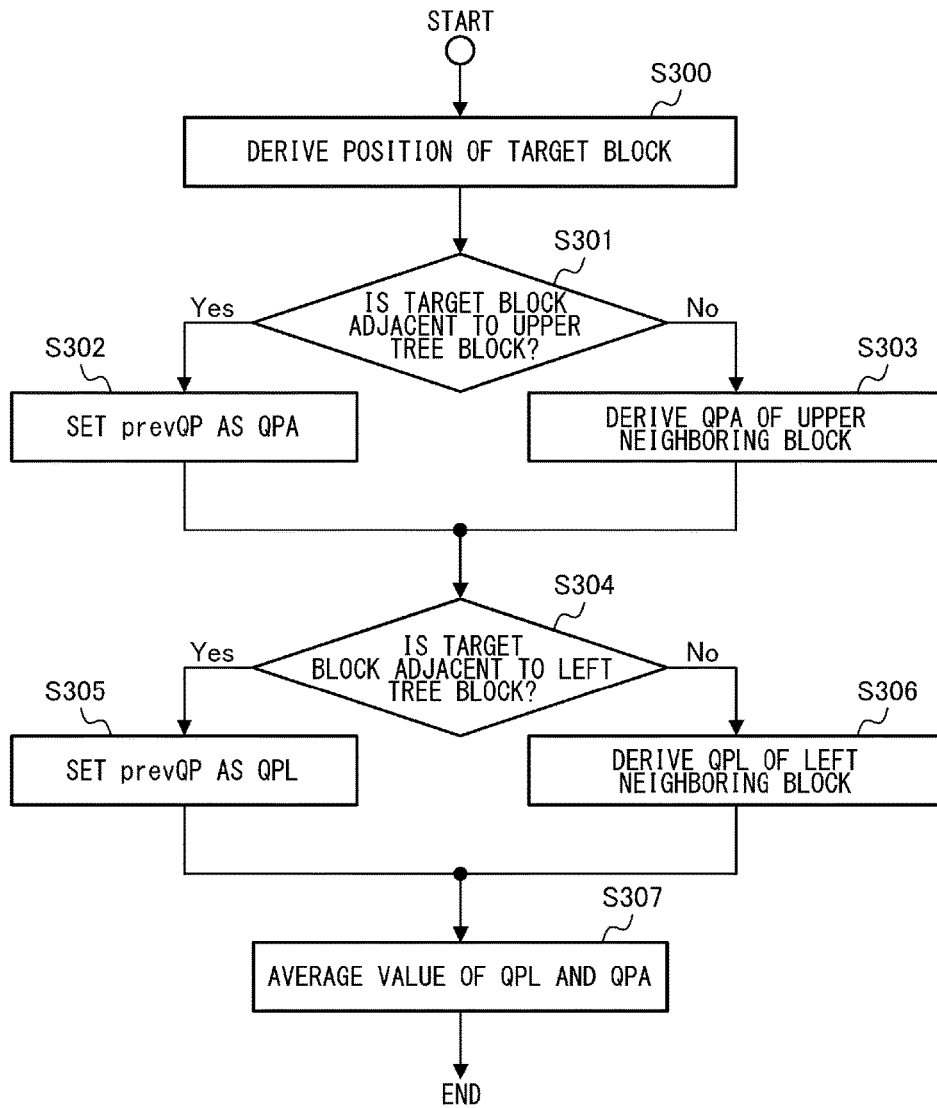 START
S300
DERIVE POSITION OF TARGET BLOCK
S301
IS TARGET BLOCK
ADJACENT TO UPPER
TREE BLOCK?
Yes
No
S302
SET prevQP AS QPA
S303
DERIVE QPA OF UPPER
NEIGHBORING BLOCK
S304
IS TARGET
BLOCK ADJACENT TO LEFT
TREE BLOCK?
Yes
No
S305
SET prevQP AS QPL
S306
DERIVE QPL OF LEFT
NEIGHBORING BLOCK
S307
AVERAGE VALUE OF QPL AND QPA
END